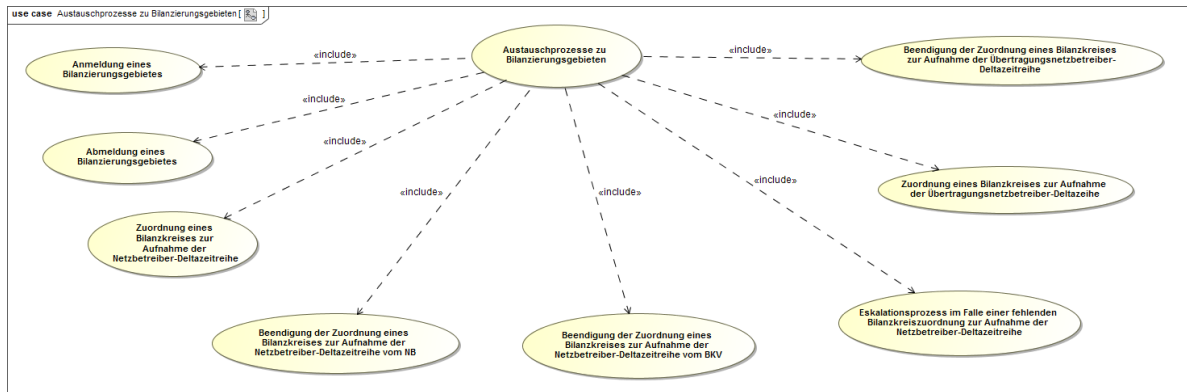 use case Austauschprozesse zu Bilanzierungsgebieten [ ]
Austauschprozesse zu
Bilanzierungsgebieten
«include»
Anmeldung eines
Bilanzierungsgebietes
«include»
Beendigung der Zuordnung eines Bilanzkreises
zur Aufnahme der Übertragungsnetzbetreiber-
Deltazeitreihe
«include»
Abmeldung eines
Bilanzierungsgebietes
«include»
Zuordnung eines Bilanzkreises zur Aufnahme
der Übertragungsnetzbetreiber-Deltazeihe
«include»
Zuordnung eines
Bilanzkreises zur
Aufnahme der
Netzbetreiber-Deltazeitreihe
«include»
Beendigung der Zuordnung eines
Bilanzkreises zur Aufnahme der
Netzbetreiber-Deltazeitreihe vom NB
«include»
Beendigung der Zuordnung eines
Bilanzkreises zur Aufnahme der
Netzbetreiber-Deltazeitreihe vom BKV
«include»
Eskalationsprozess im Falle einer fehlenden
Bilanzkreiszuordnung zur Aufnahme der
Netzbetreiber-Deltazeitreihe